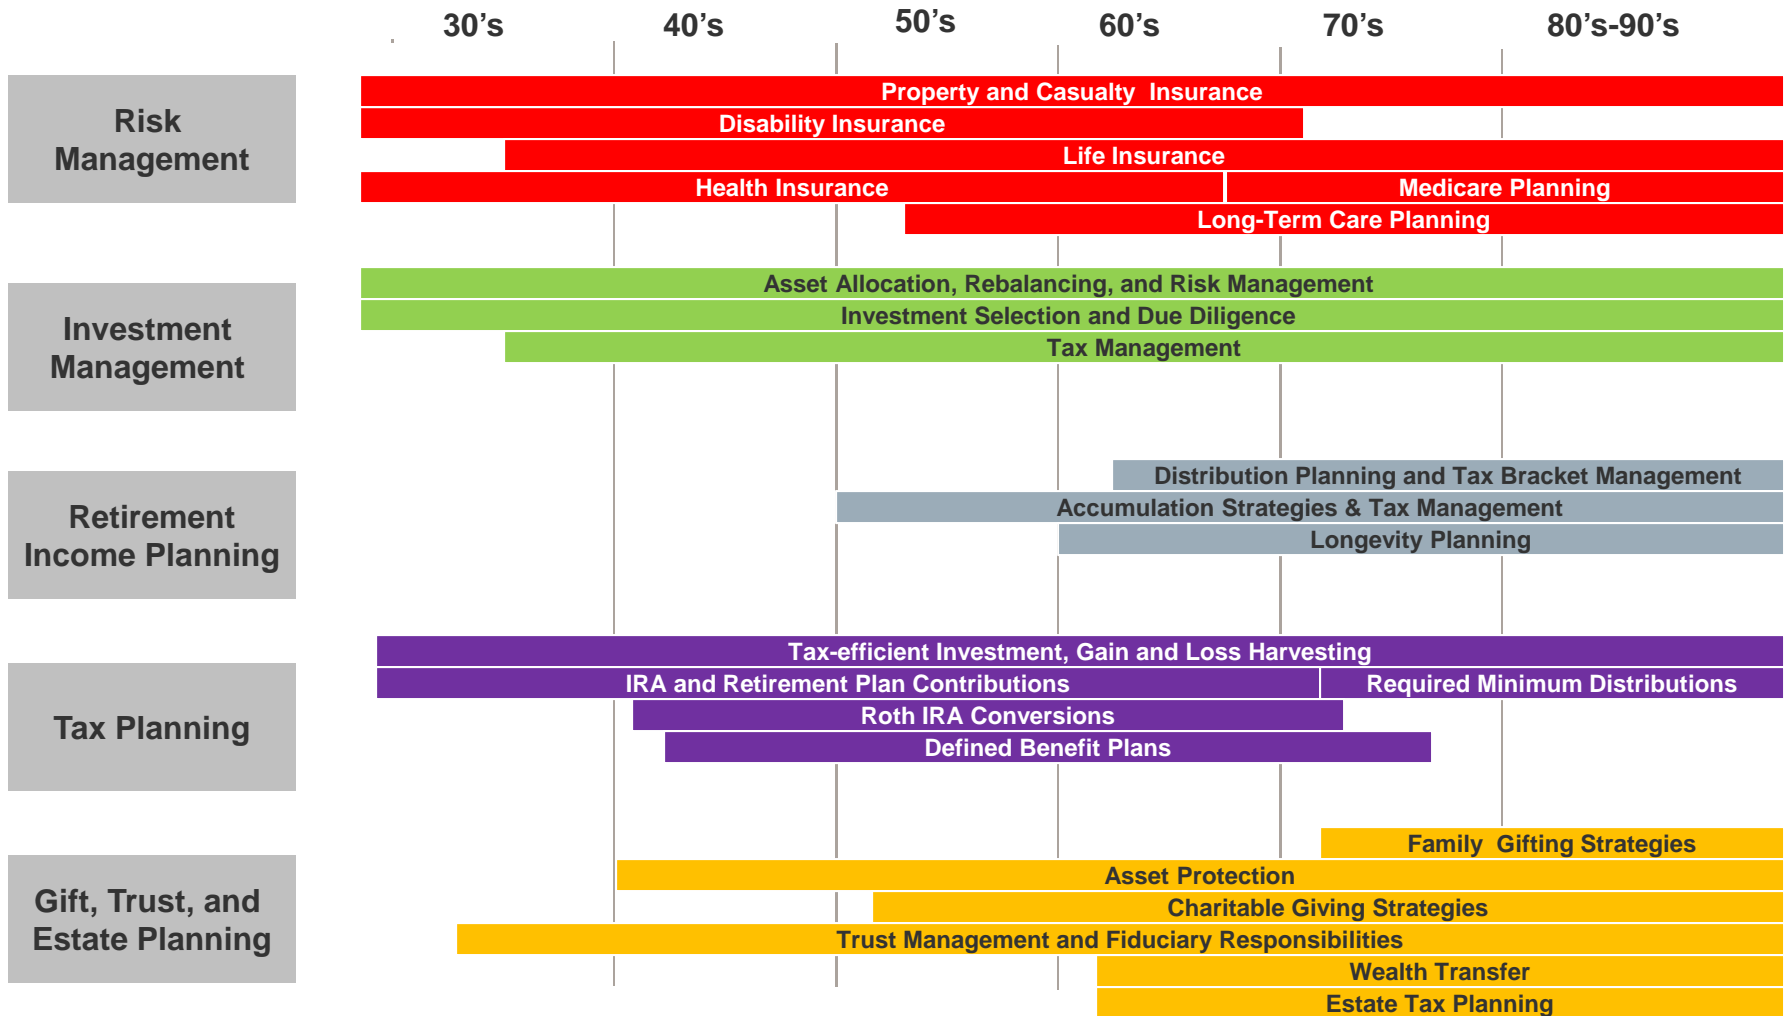 30’s 40’s 50’s 60’s 70’s 80’s-90’s
Risk
Management
Property and Casualty Insurance
Disability Insurance
Life Insurance
Health Insurance Medicare Planning
Long-Term Care Planning
Investment
Management
Asset Allocation, Rebalancing, and Risk Management
Investment Selection and Due Diligence
Tax Management
Retirement
Income Planning
Distribution Planning and Tax Bracket Management
Accumulation Strategies & Tax Management
Longevity Planning
Tax Planning
Tax-efficient Investment, Gain and Loss Harvesting
IRA and Retirement Plan Contributions Required Minimum Distributions
Roth IRA Conversions
Defined Benefit Plans
Gift, Trust, and
Estate Planning
Family Gifting Strategies
Asset Protection
Charitable Giving Strategies
Trust Management and Fiduciary Responsibilities
Wealth Transfer
Estate Tax Planning